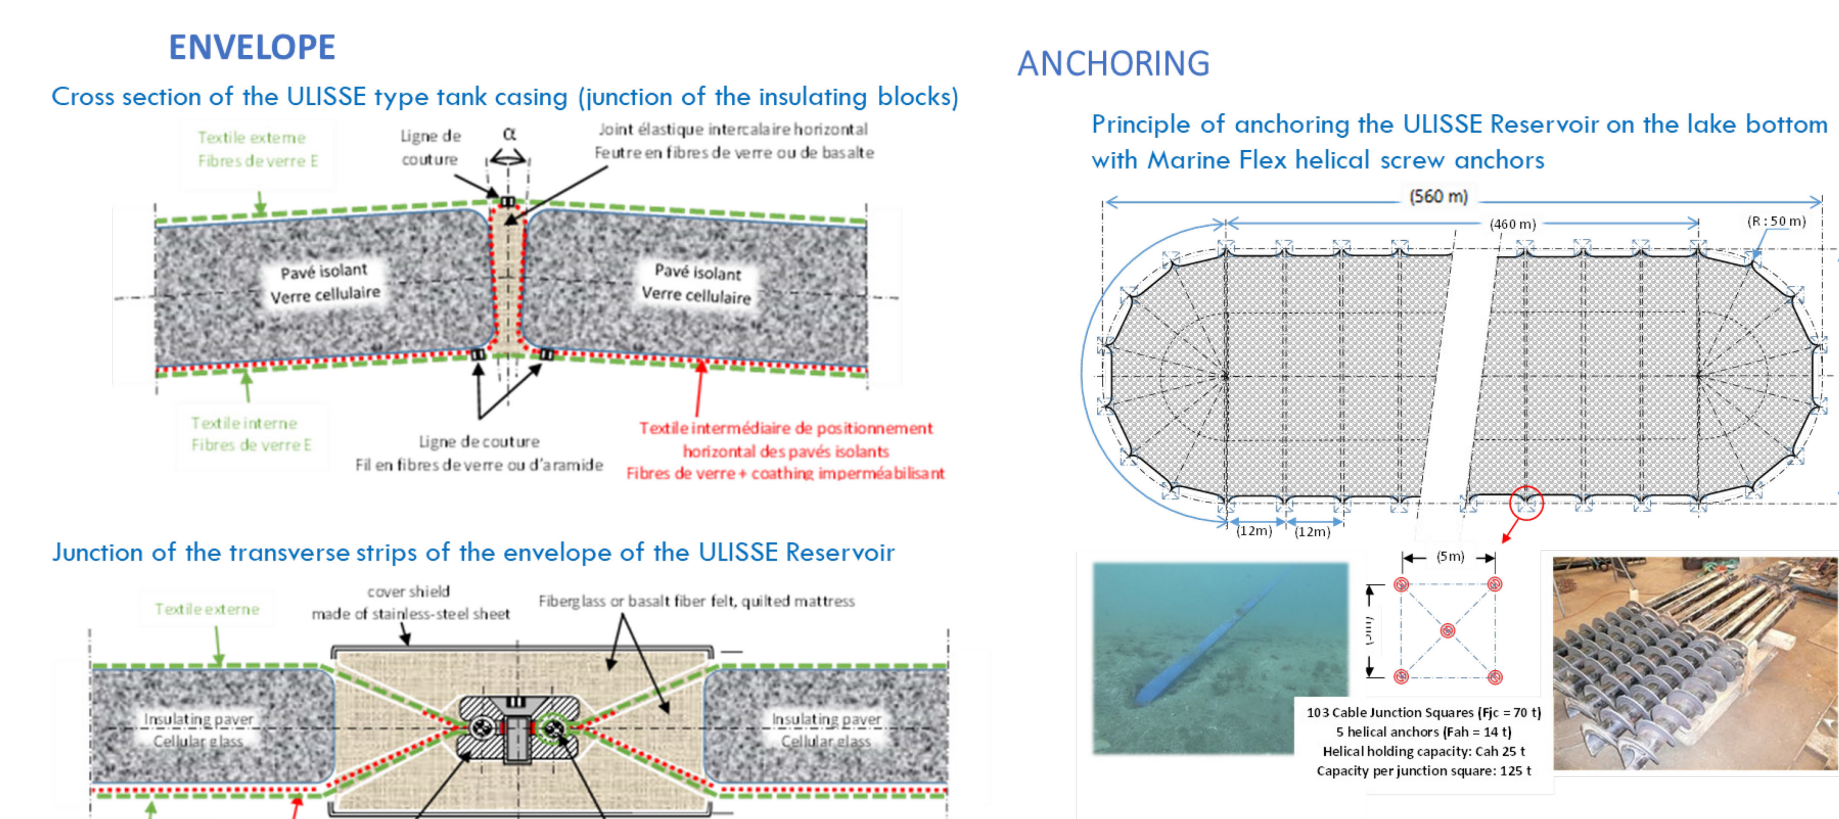 ENVELOPE
Cross section of the ULISSE type tank casing (junction of the insulating blocks)
Textile externe
Fibres de verre E
Ligne de
couture
α
Joint élastique intercalaire horizontal
Feutre en fibres de verre ou de basalte
Pavé isolant
Verre cellulaire
Pavé isolant
Verre cellulaire
Textile interne
Fibres de verre E
Ligne de couture
Fil en fibres de verre ou d'aramide
Textile intermédiaire de positionnement
horizontal des pavés isolants
Fibres de verre + coathing imperméabilisant
Junction of the transverse strips of the envelope of the ULISSE Reservoir
Textile externe
cover shield
made of stainless-steel sheet
Fiberglass or basalt fiber felt, quilted mattress
Insulating paver
Cellular glass
Insulating paver
Cellular glass
ANCHORING
Principle of anchoring the ULISSE Reservoir on the lake bottom
with Marine Flex helical screw anchors
(560 m)
(460 m)
(R : 50 m)
(12m)
(12m)
(5m)
103 Cable Junction Squares (Fjc = 70 t)
5 helical anchors (Fah = 14 t)
Helical holding capacity: Cah 25 t
Capacity per junction square: 125 t